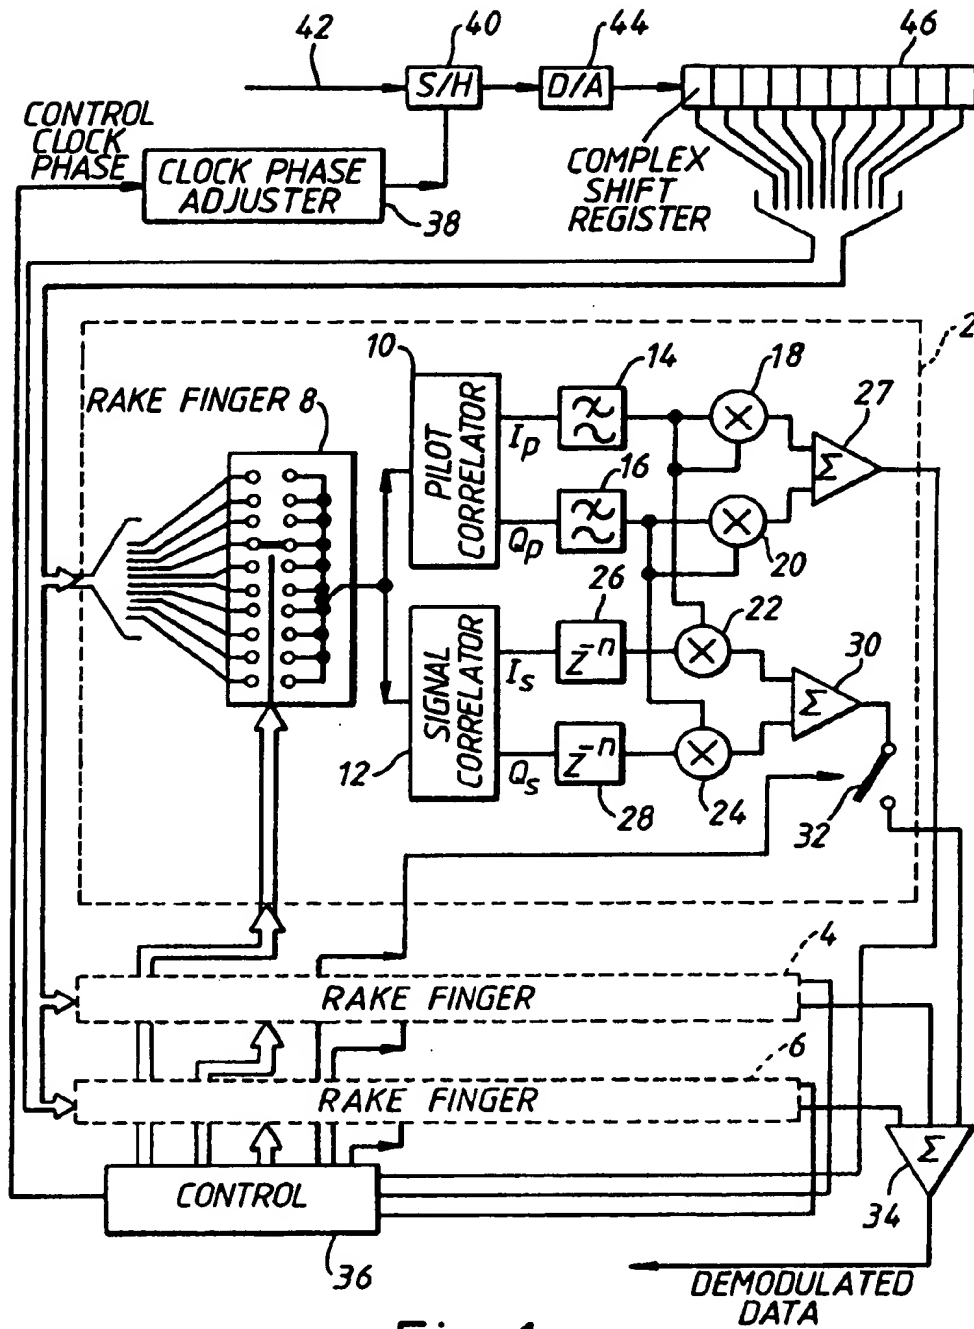 42
40
44
46
S/H
D/A
CONTROL
CLOCK
PHASE
CLOCK PHASE
ADJUSTER
38
COMPLEX
SHIFT
REGISTER
2
RAKE FINGER 8
10
PILOT
CORRELATOR
Ip
Qp
14
16
18
20
27
Σ
12
SIGNAL
CORRELATOR
Is
Qs
26
Z⁻ⁿ
28
Z⁻ⁿ
22
24
30
Σ
32
4
RAKE FINGER
6
RAKE FINGER
CONTROL
36
Σ
34
DEMODULATED
DATA